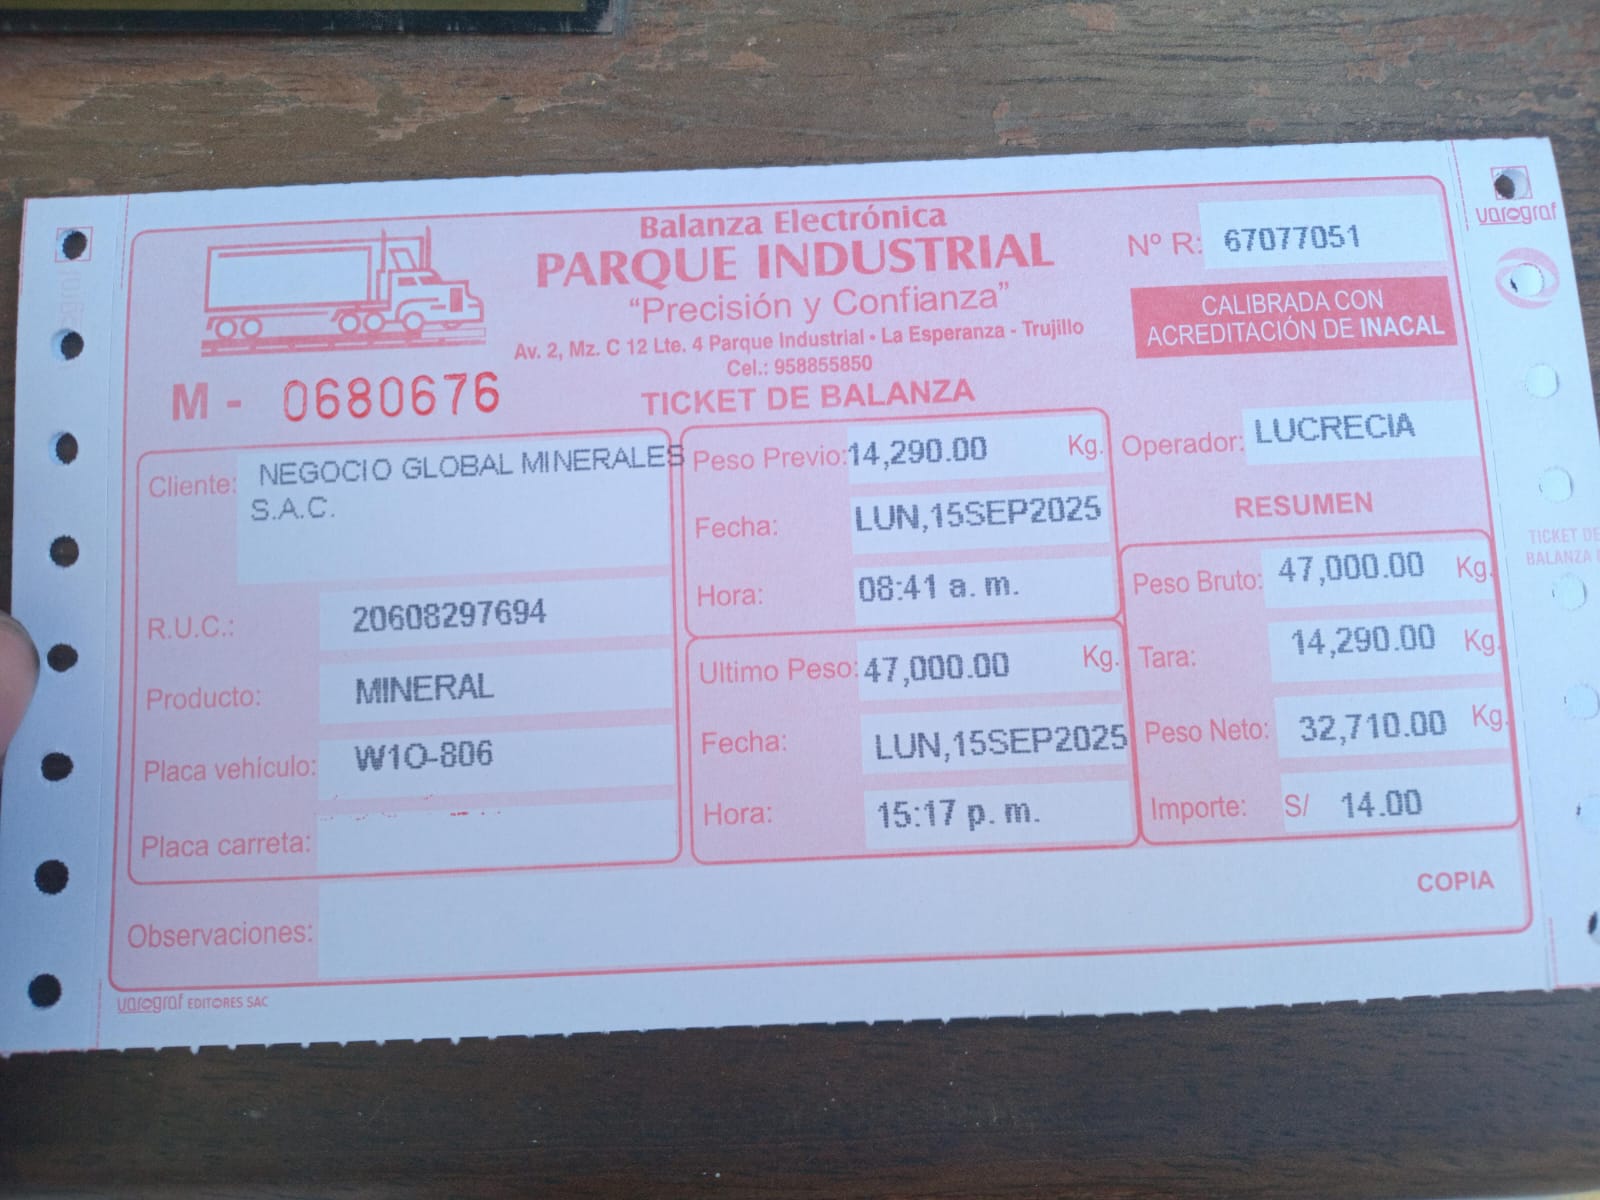 Balanza Electrónica
PARQUE INDUSTRIAL
"Precisión y Confianza"
Av. 2, Mz. C 12 Lte. 4 Parque Industrial • La Esperanza - Trujillo
Cel.: 958855850
Nº R: 67077051
CALIBRADA CON
ACREDITACIÓN DE INACAL
varograf
M - 0680676
TICKET DE BALANZA
Operador: LUCRECIA
Cliente: NEGOCIO GLOBAL MINERALES
S.A.C.
R.U.C.: 20608297694
Producto: MINERAL
Placa vehículo: W1O-806
Placa carreta:
Peso Previo: 14,290.00 Kg.
Fecha: LUN,15SEP2025
Hora: 08:41 a. m.
Ultimo Peso: 47,000.00 Kg.
Fecha: LUN,15SEP2025
Hora: 15:17 p. m.
RESUMEN
Peso Bruto: 47,000.00 Kg.
Tara: 14,290.00 Kg.
Peso Neto: 32,710.00 Kg.
Importe: S/ 14.00
COPIA
Observaciones:
varograf EDITORES SAC
TICKET DE
BALANZA